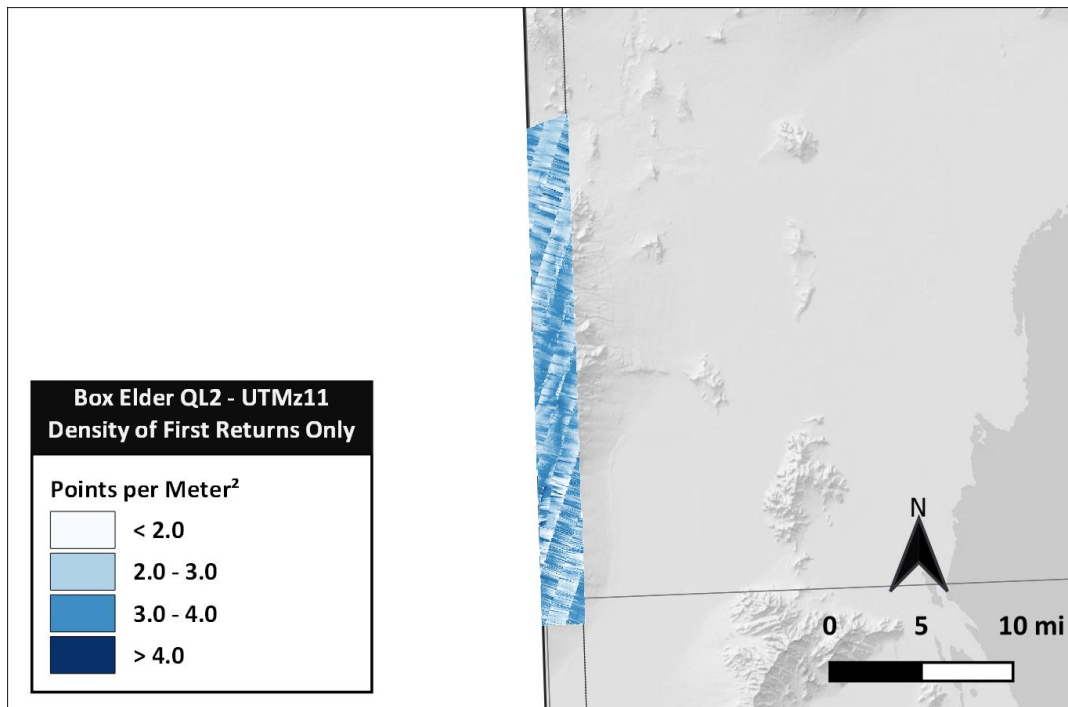 Box Elder QL2 - UTMz11
Density of First Returns Only
Points per Meter²
< 2.0
2.0 - 3.0
3.0 - 4.0
> 4.0
N
0 5 10 mi